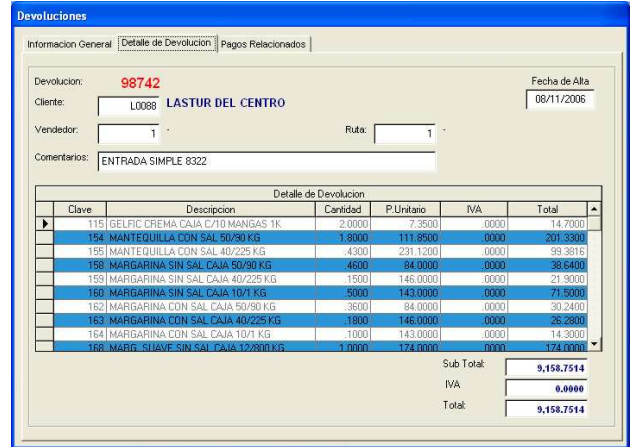 Devoluciones
Informacion General Detalle de Devolucion Pagos Relacionados
Devolucion: 98742 Fecha de Alta
Cliente: L0088 LASTUR DEL CENTRO 08/11/2006
Vendedor: 1 - Ruta: 1 -
Comentarios: ENTRADA SIMPLE 8322
Detalle de Devolucion
Clave Descripcion Cantidad P.Unitario IVA Total
115 GELFIC CREMA CAJA C/10 MANGAS 1K 2.0000 7.3500 .0000 14.7000
154 MANTEQUILLA CON SAL 50/90 KG 1.8000 111.8500 .0000 201.3300
155 MANTEQUILLA CON SAL 40/225 KG .4300 231.1200 .0000 99.3816
158 MARGARINA SIN SAL CAJA 50/90 KG .4600 84.0000 .0000 38.6400
159 MARGARINA SIN SAL CAJA 40/225 KG .1500 146.0000 .0000 21.9000
160 MARGARINA SIN SAL CAJA 10/1 KG .5000 143.0000 .0000 71.5000
162 MARGARINA CON SAL CAJA 50/90 KG .3600 84.0000 .0000 30.2400
163 MARGARINA CON SAL CAJA 40/225 KG .1800 146.0000 .0000 26.2800
164 MARGARINA CON SAL CAJA 10/1 KG .1000 143.0000 .0000 14.3000
168 MARG. SUAVE SIN SAL CAJA 12/800 KG 1.0000 174.0000 .0000 174.0000
Sub Total: 9,158.7514
IVA 0.0000
Total: 9,158.7514